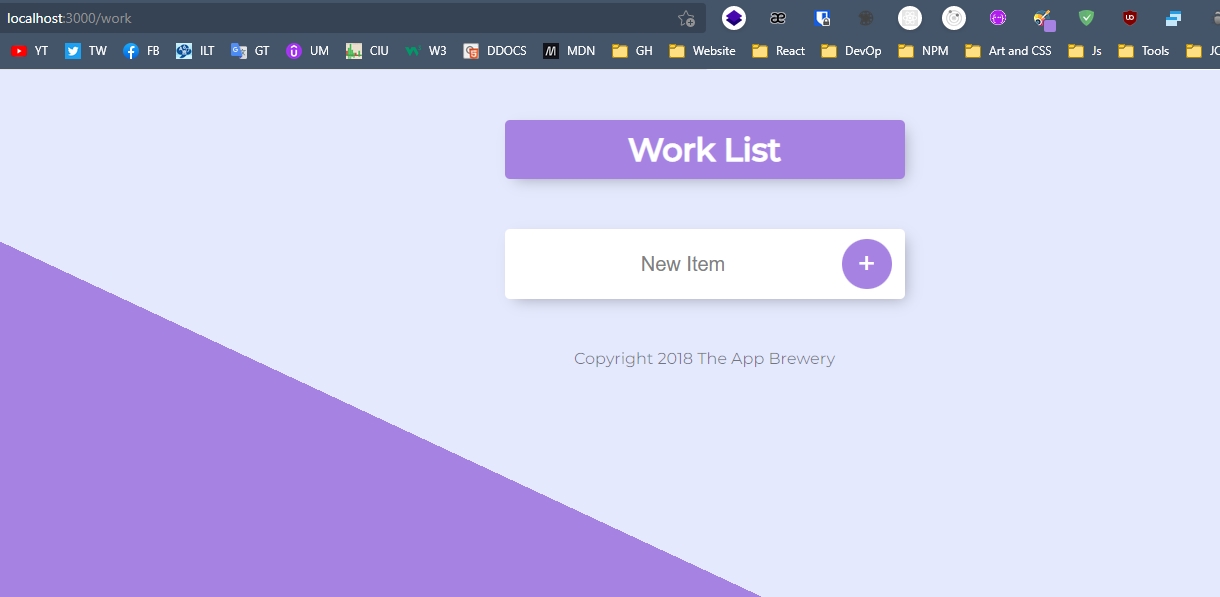 localhost:3000/work
YT TW FB ILT GT UM CIU W3 DDOCS MDN GH Website React DevOp NPM Art and CSS Js Tools
Work List
New Item +
Copyright 2018 The App Brewery